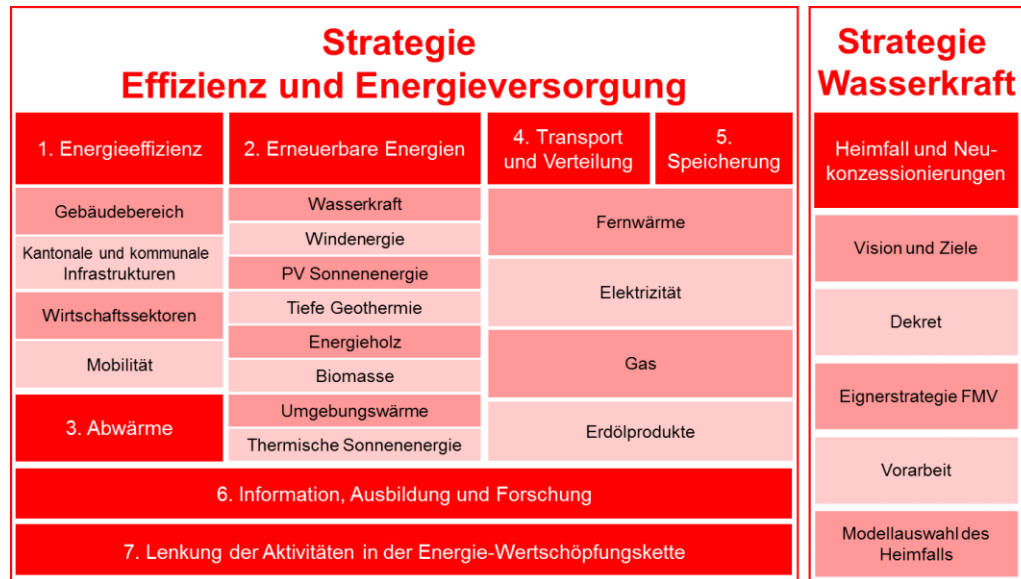 Strategie
Effizienz und Energieversorgung
1. Energieeffizienz
Gebäudebereich
Kantonale und kommunale
Infrastrukturen
Wirtschaftssektoren
Mobilität
3. Abwärme
2. Erneuerbare Energien
Wasserkraft
Windenergie
PV Sonnenenergie
Tiefe Geothermie
Energieholz
Biomasse
Umgebungswärme
Thermische Sonnenenergie
4. Transport
und Verteilung
5.
Speicherung
Fernwärme
Elektrizität
Gas
Erdölprodukte
6. Information, Ausbildung und Forschung
7. Lenkung der Aktivitäten in der Energie-Wertschöpfungskette
Strategie
Wasserkraft
Heimfall und Neu-
konzessionierungen
Vision und Ziele
Dekret
Eignerstrategie FMV
Vorarbeit
Modellauswahl des
Heimfalls